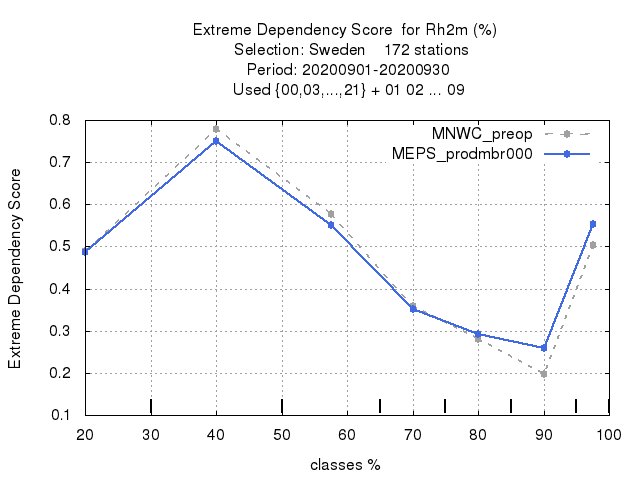 Extreme Dependency Score  for Rh2m (%)
Selection: Sweden    172 stations
Period: 20200901-20200930
Used {00,03,...,21} + 01 02 ... 09
MNWC_preop
MEPS_prodmbr000
Extreme Dependency Score
0.8
0.7
0.6
0.5
0.4
0.3
0.2
0.1
20 30 40 50 60 70 80 90 100
classes %